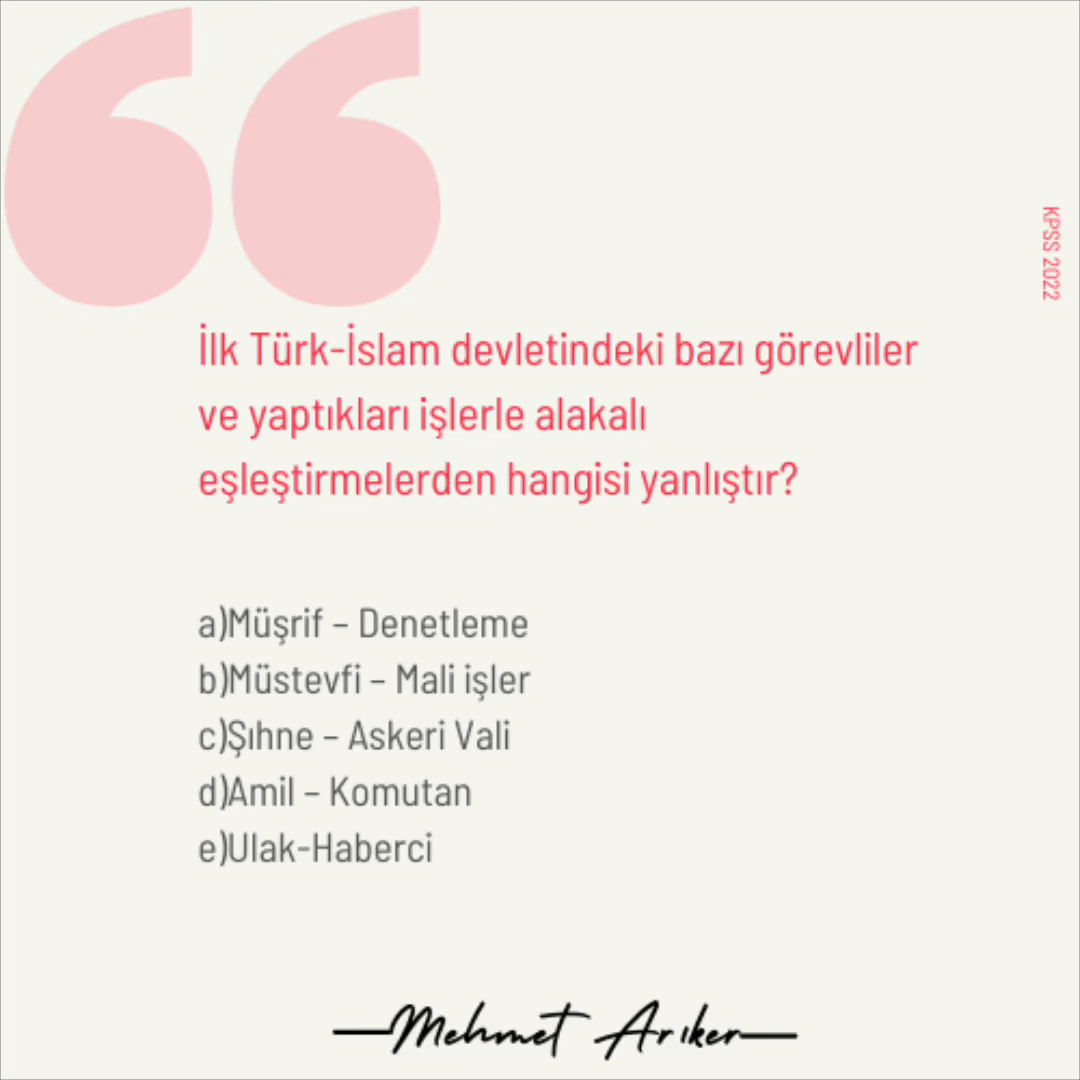 KPSS 2022
İlk Türk-İslam devletindeki bazı görevliler
ve yaptıkları işlerle alakalı
eşleştirmelerden hangisi yanlıştır?
a)Müşrif – Denetleme
b)Müstevfi – Mali işler
c)Şıhne – Askeri Vali
d)Amil – Komutan
e)Ulak-Haberci
Mehmet Arıker